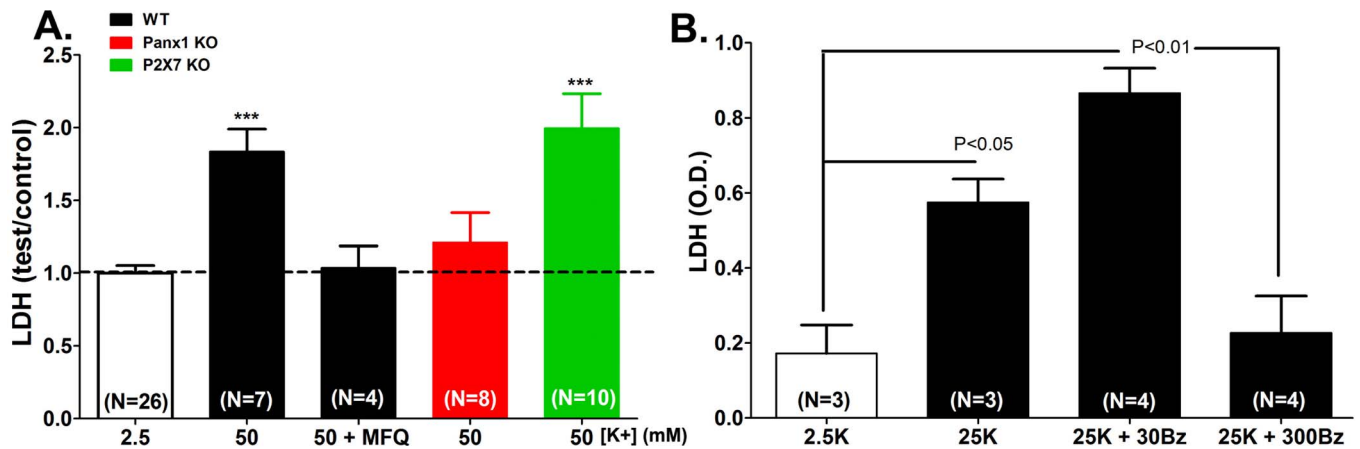 A.
WT
Panx1 KO
P2X7 KO
LDH (test/control)
2.5
2.0
1.5
1.0
0.5
0.0
***
***
(N=26)
(N=7)
(N=4)
(N=8)
(N=10)
2.5
50
50 + MFQ
50
50 [K+] (mM)
B.
LDH (O.D.)
1.0
0.8
0.6
0.4
0.2
0.0
P<0.01
P<0.05
(N=3)
(N=3)
(N=4)
(N=4)
2.5K
25K
25K + 30Bz
25K + 300Bz